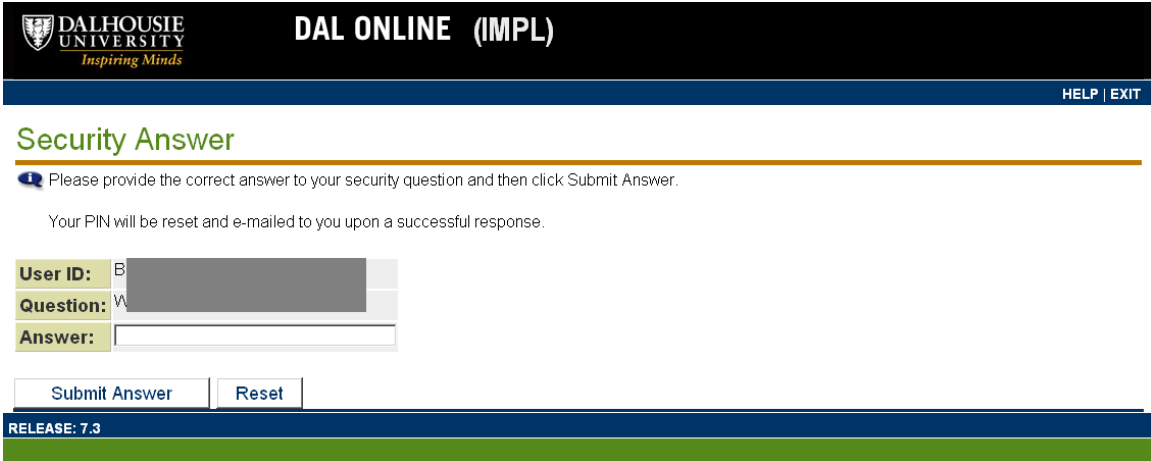 DALHOUSIE
UNIVERSITY
Inspiring Minds
DAL ONLINE (IMPL)
HELP | EXIT
Security Answer
Please provide the correct answer to your security question and then click Submit Answer.
Your PIN will be reset and e-mailed to you upon a successful response.
User ID: B
Question: W
Answer:
Submit Answer Reset
RELEASE: 7.3